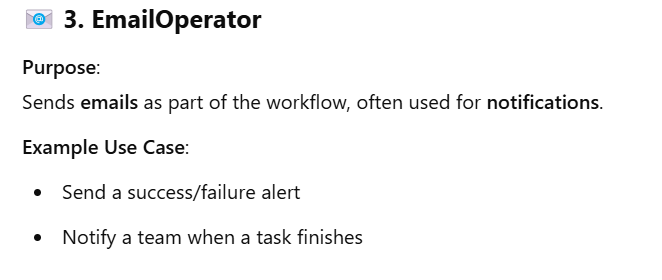 3. EmailOperator
Purpose:
Sends emails as part of the workflow, often used for notifications.
Example Use Case:
• Send a success/failure alert
• Notify a team when a task finishes